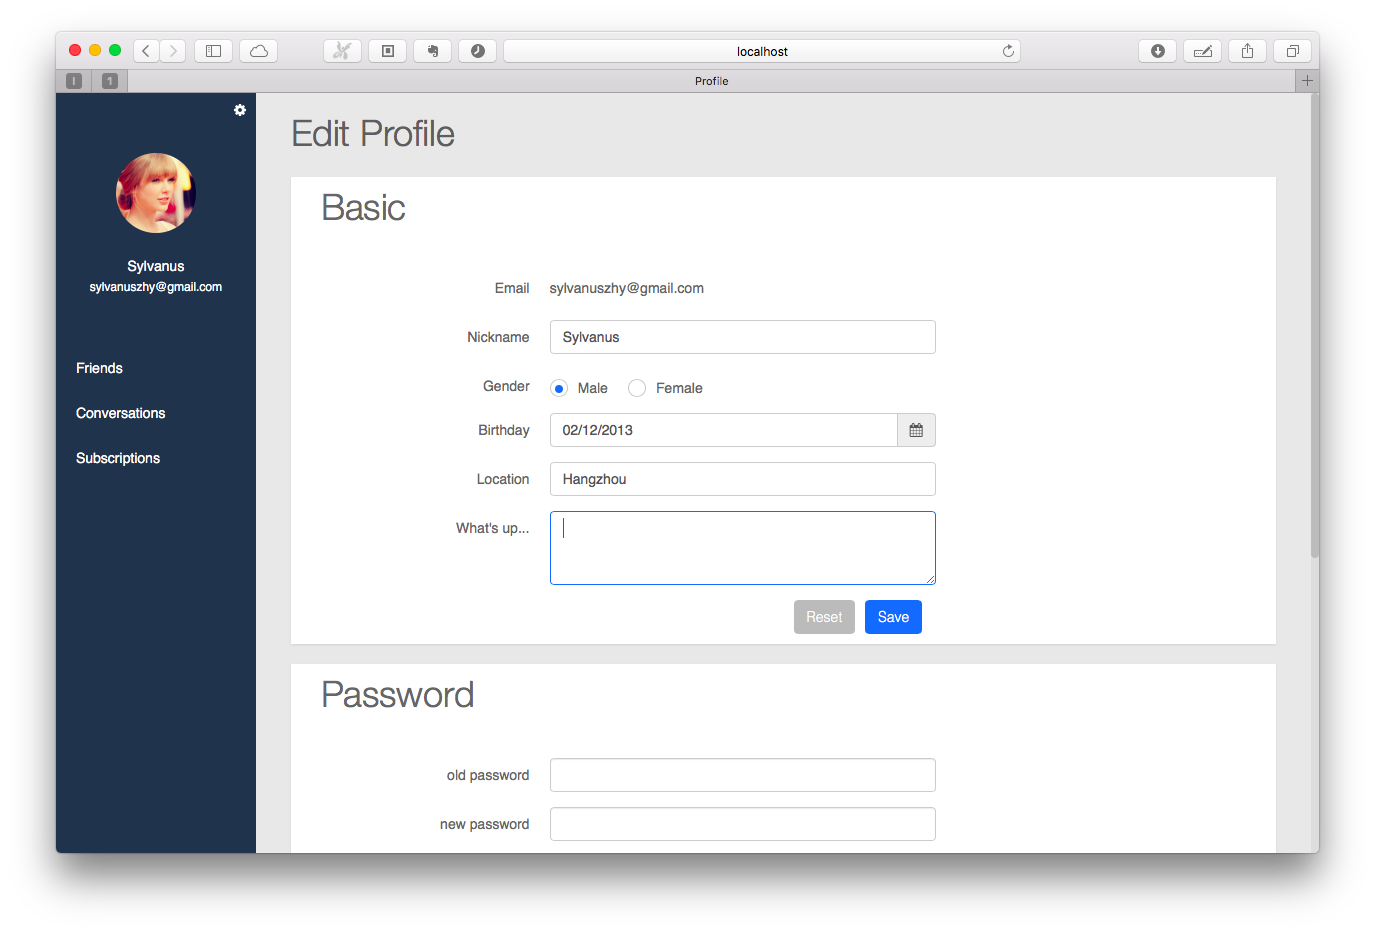 localhost
I
1
Profile
+
Sylvanus
sylvanuszhy@gmail.com
Friends
Conversations
Subscriptions
Edit Profile
Basic
Email sylvanuszhy@gmail.com
Nickname Sylvanus
Gender Male Female
Birthday 02/12/2013
Location Hangzhou
What's up...
Reset Save
Password
old password
new password